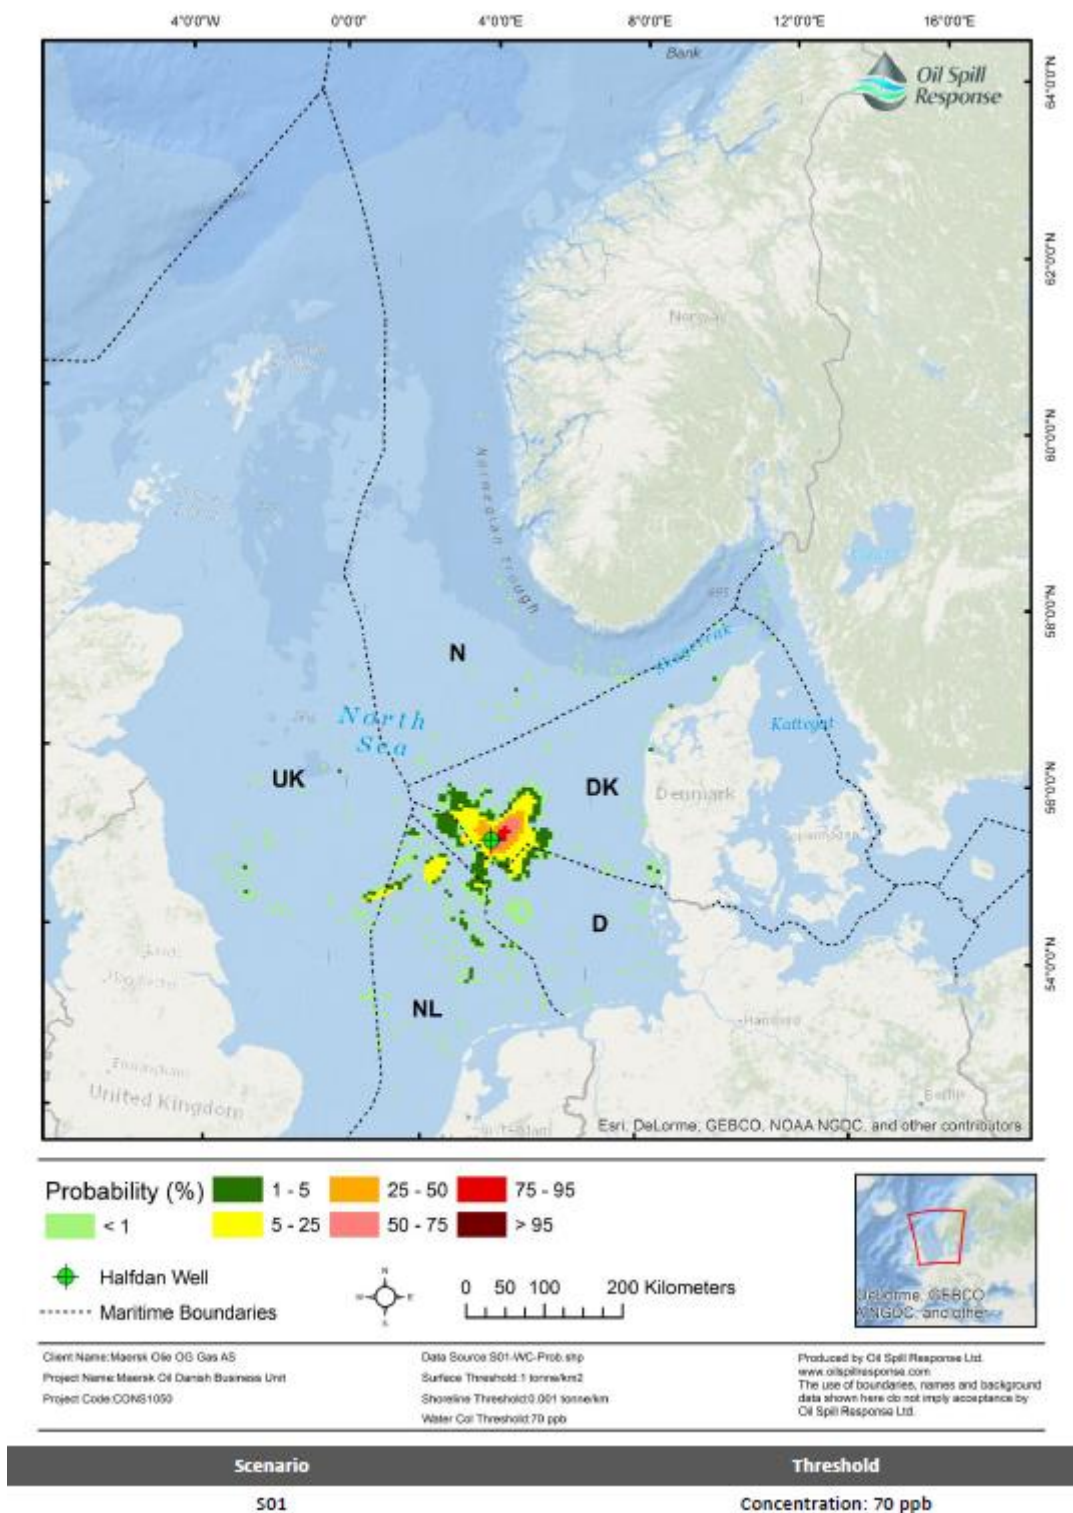 4°0'0"W 0°0'0" 4°0'0"E 8°0'0"E 12°0'0"E 16°0'0"E
Bank
Oil Spill
Response
64°0'0"N
62°0'0"N
Norway
60°0'0"N
Norwegian Trough
58°0'0"N
N
Skagerrak
North
Sea
Kattegat
UK
DK
Denmark
56°0'0"N
D
54°0'0"N
NL
Hamburg
Birmingham
United Kingdom
Berlin
Esri, DeLorme, GEBCO, NOAA NGDC, and other contributors
Probability (%) 1 - 5 25 - 50 75 - 95
< 1 5 - 25 50 - 75 > 95
Halfdan Well
Maritime Boundaries
N
W E
S
0 50 100 200 Kilometers
DeLorme, GEBCO
NGDC, and other
Client Name:Maersk Olie OG Gas AS
Project Name:Maersk Oil Danish Business Unit
Project Code:CONS1050
Data Source:S01-WC-Prob.shp
Surface Threshold:1 tonne/km2
Shoreline Threshold:0.001 tonne/km
Water Col Threshold:70 ppb
Produced by Oil Spill Response Ltd.
www.oilspillresponse.com
The use of boundaries, names and background
data shown here do not imply acceptance by
Oil Spill Response Ltd.
Scenario Threshold
S01 Concentration: 70 ppb